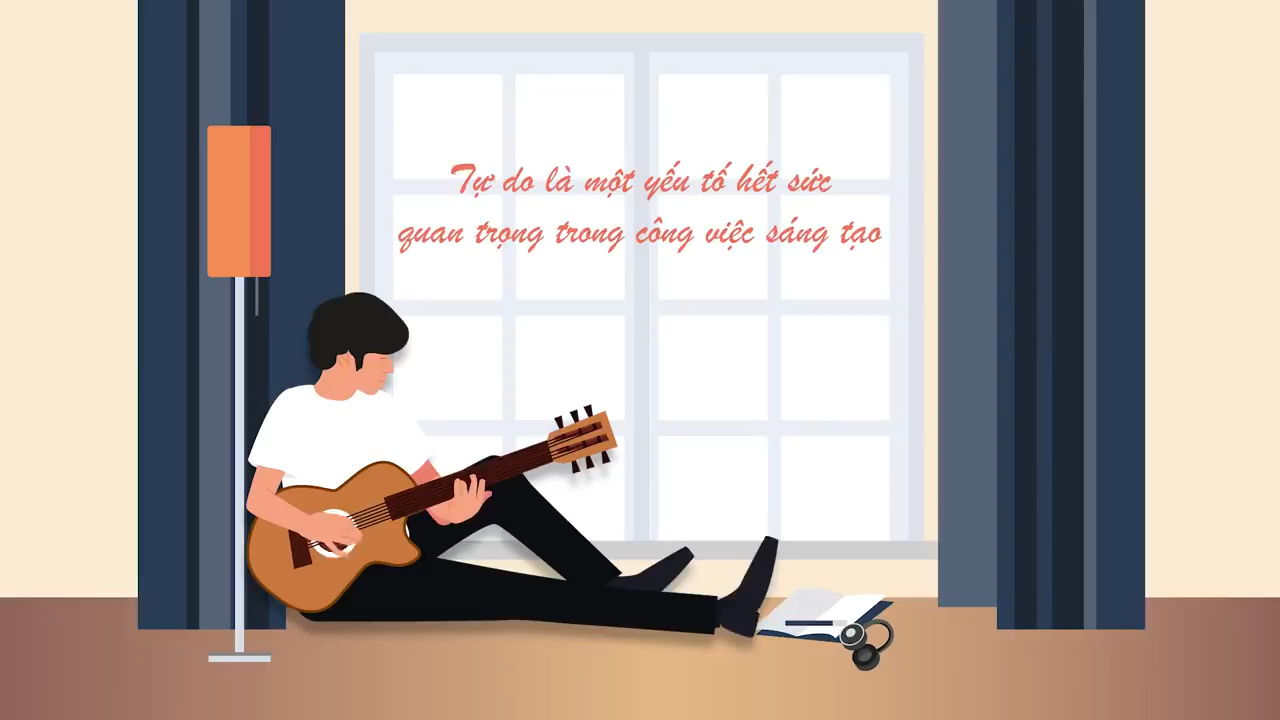 Tự do là một yếu tố hết sức
quan trọng trong công việc sáng tạo